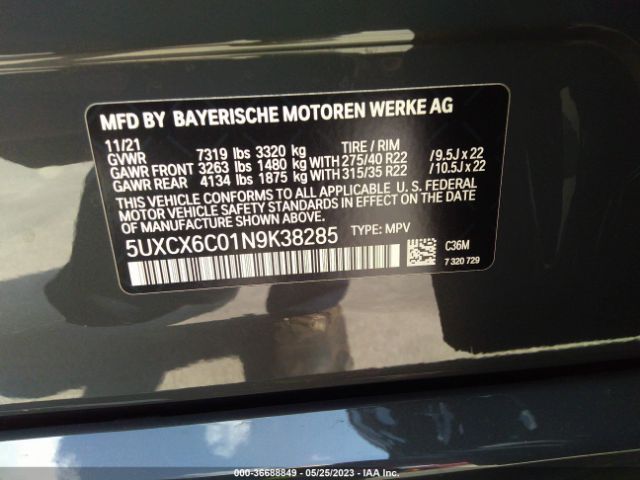 MFD BY BAYERISCHE MOTOREN WERKE AG
11/21 TIRE / RIM
GVWR 7319 lbs 3320 kg
GAWR FRONT 3263 lbs 1480 kg WITH 275/40 R22 / 9.5J x 22
GAWR REAR 4134 lbs 1875 kg WITH 315/35 R22 / 10.5J x 22
THIS VEHICLE CONFORMS TO ALL APPLICABLE U. S. FEDERAL
MOTOR VEHICLE SAFETY STANDARDS IN EFFECT ON THE DATE
OF MANUFACTURE SHOWN ABOVE.
5UXCX6C01N9K38285 TYPE: MPV
C36M
7 320 729
000-36688849 - 05/25/2023 - IAA Inc.